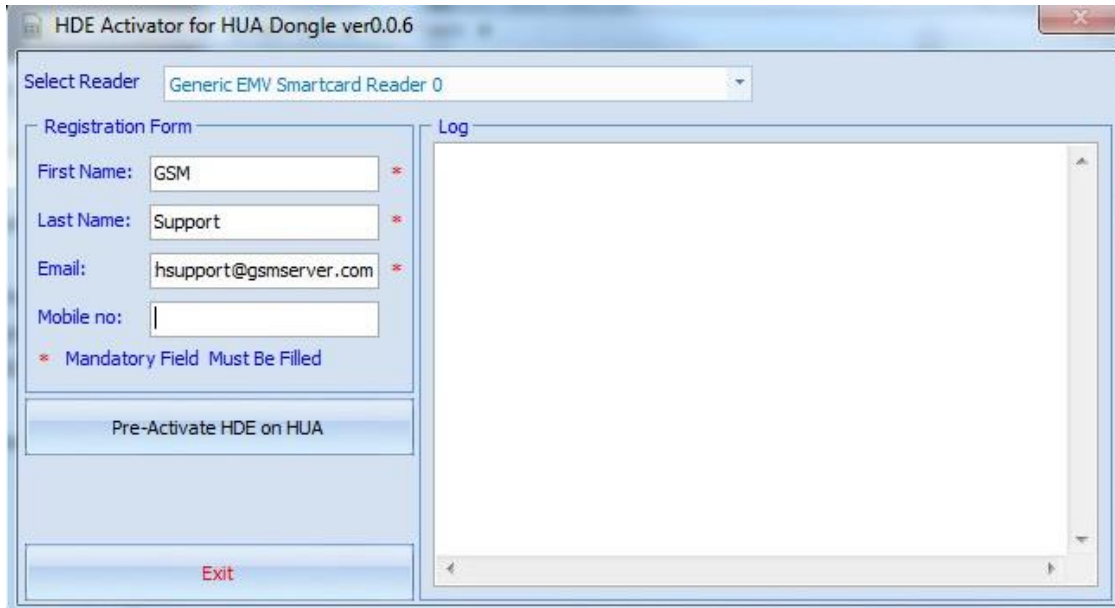 HDE Activator for HUA Dongle ver0.0.6
Select Reader Generic EMV Smartcard Reader 0
Registration Form
First Name: GSM *
Last Name: Support *
Email: hsupport@gsmserver.com *
Mobile no:
* Mandatory Field Must Be Filled
Pre-Activate HDE on HUA
Exit
Log